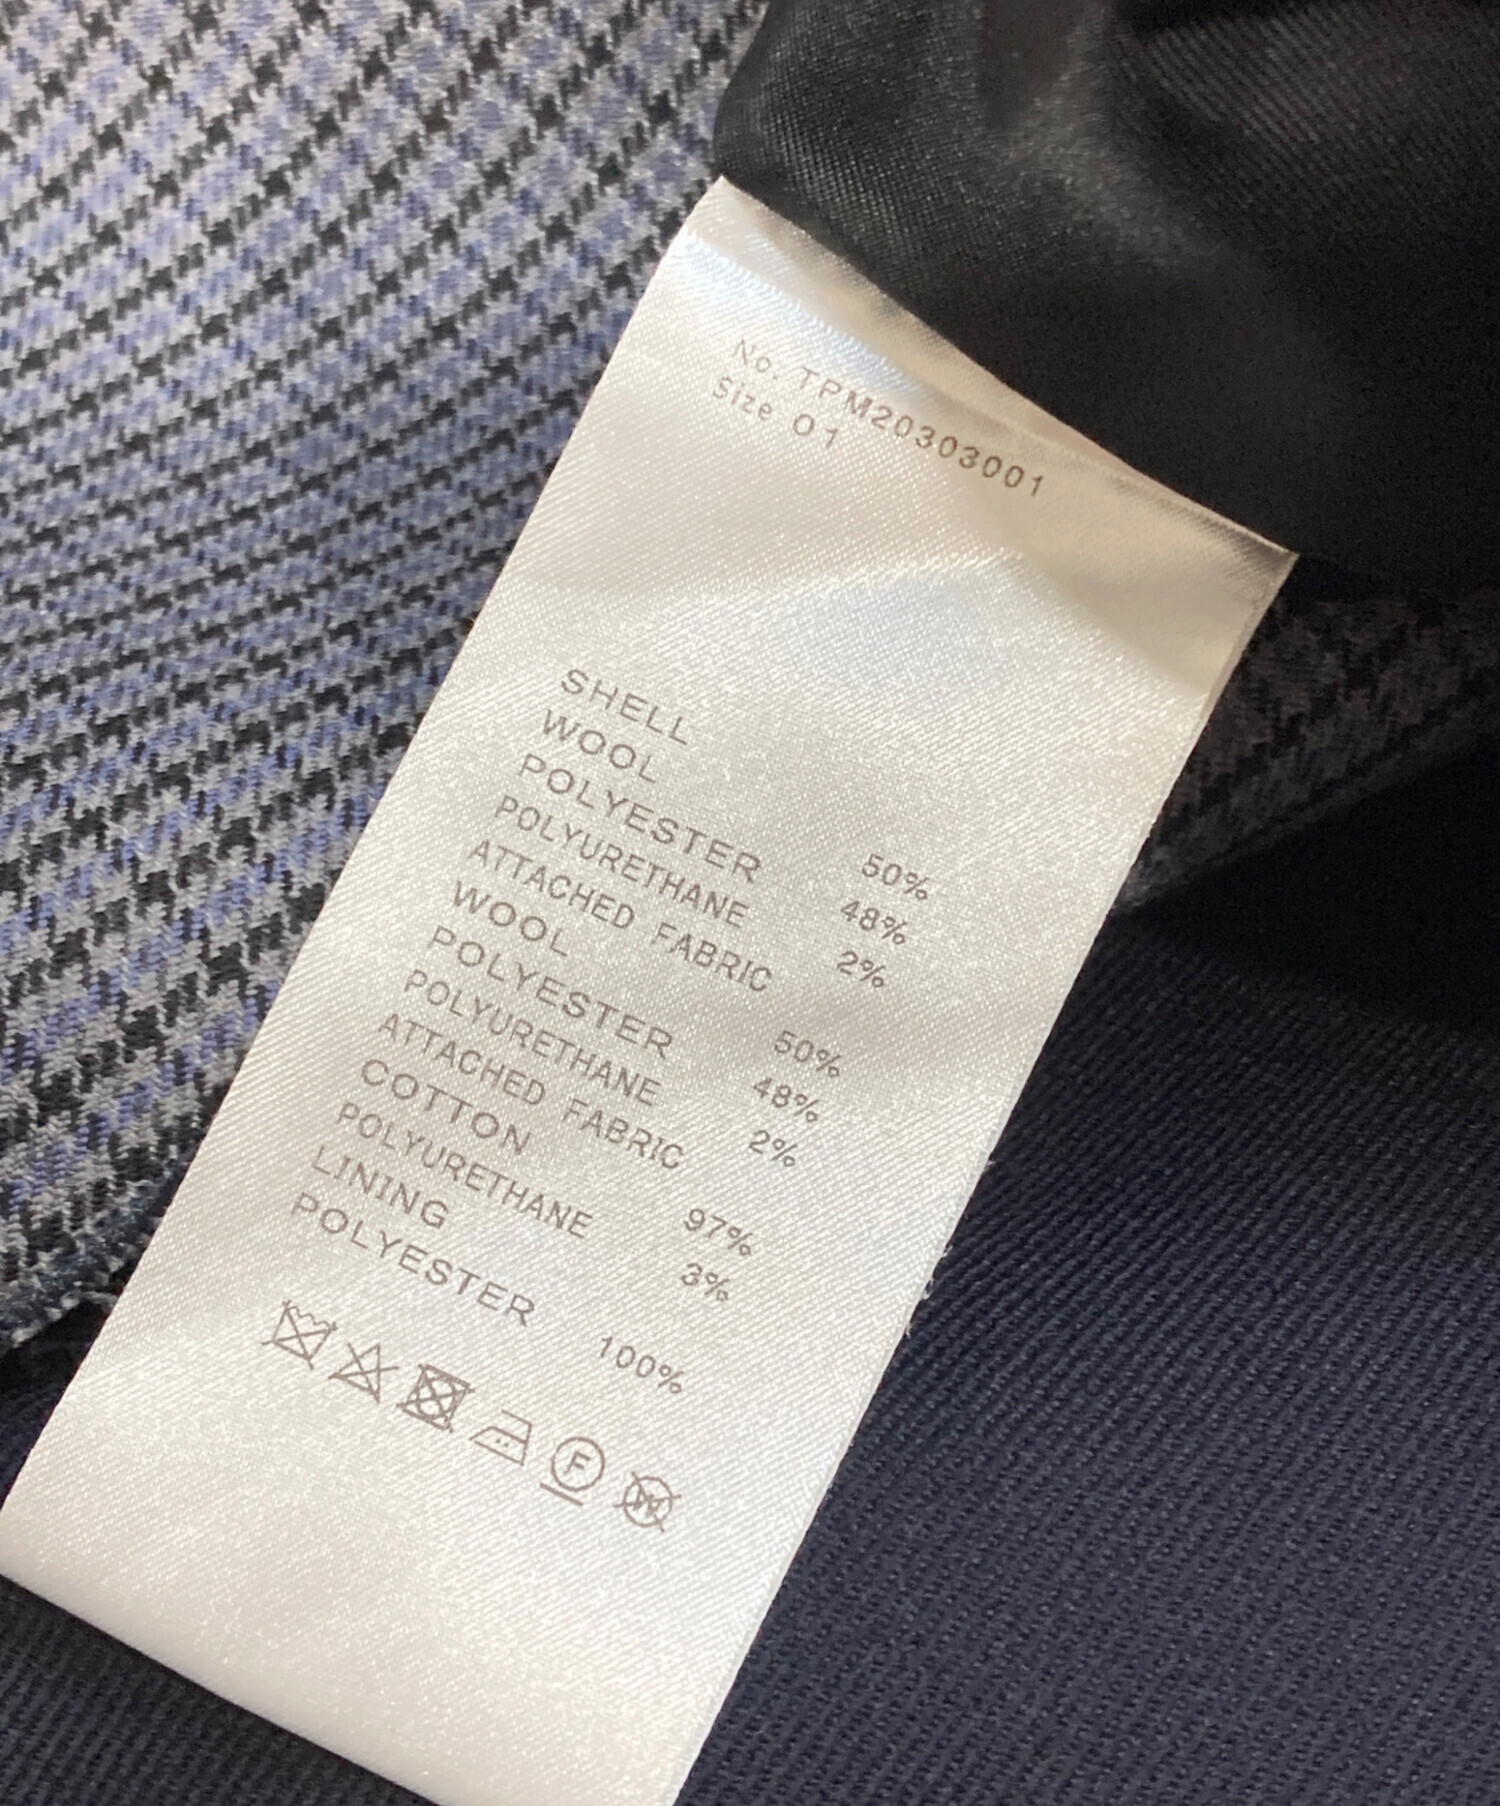 No. TPM20303001
Size 01
SHELL
WOOL 50%
POLYESTER 48%
POLYURETHANE 2%
ATTACHED FABRIC
WOOL 50%
POLYESTER 48%
POLYURETHANE 2%
ATTACHED FABRIC
COTTON 97%
POLYURETHANE 3%
LINING
POLYESTER 100%
F
W